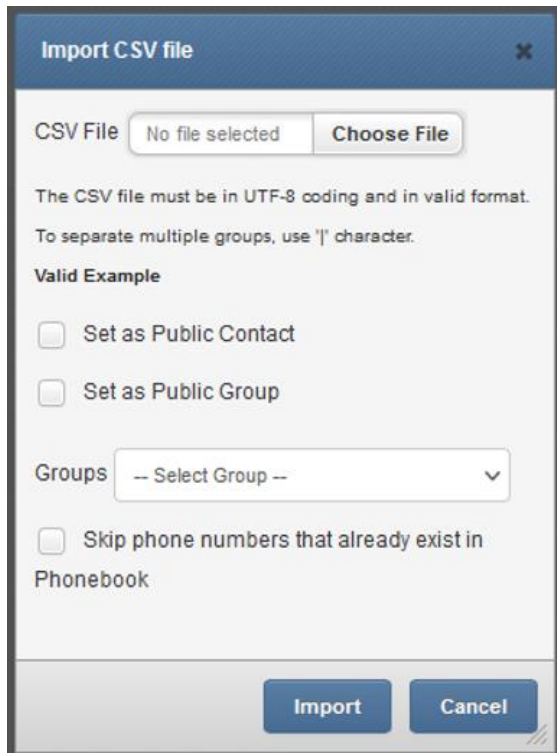 Import CSV file
CSV File No file selected Choose File
The CSV file must be in UTF-8 coding and in valid format.
To separate multiple groups, use '|' character.
Valid Example
Set as Public Contact
Set as Public Group
Groups -- Select Group --
Skip phone numbers that already exist in
Phonebook
Import Cancel